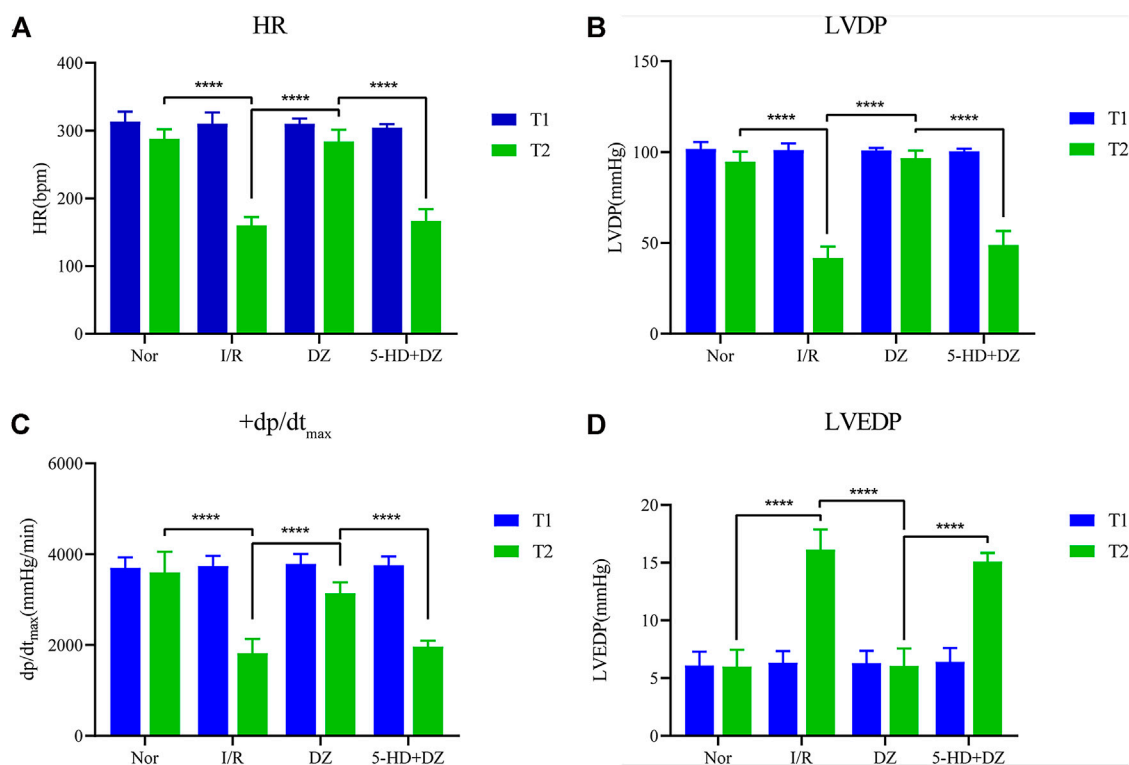 A
HR
HR(bpm)
400
300
200
100
0
****
****
****
Nor
I/R
DZ
5-HD+DZ
T1
T2
B
LVDP
LVDP(mmHg)
150
100
50
0
****
****
****
Nor
I/R
DZ
5-HD+DZ
T1
T2
C
+dp/dtmax
dp/dtmax(mmHg/min)
6000
4000
2000
0
****
****
****
Nor
I/R
DZ
5-HD+DZ
T1
T2
D
LVEDP
LVEDP(mmHg)
20
15
10
5
0
****
****
****
Nor
I/R
DZ
5-HD+DZ
T1
T2